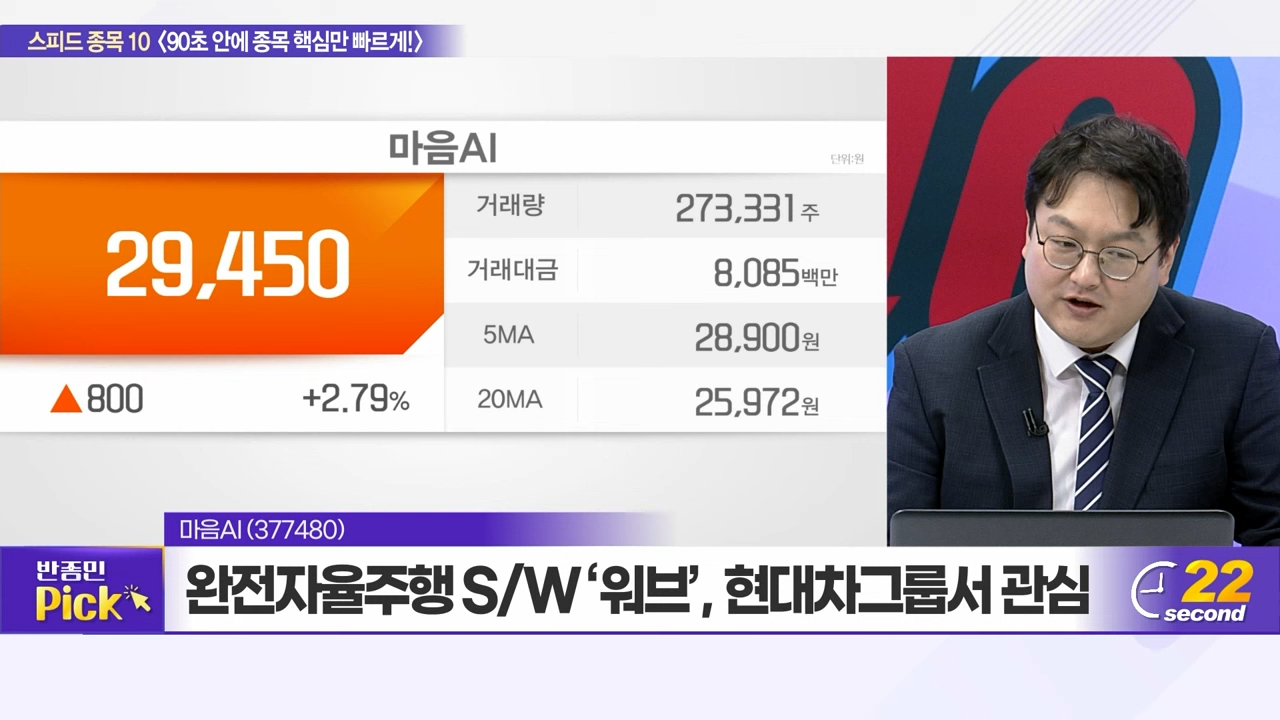 스피드 종목 10 〈90초 안에 종목 핵심만 빠르게!〉
마음AI
단위:원
29,450
▲800 +2.79%
거래량 273,331주
거래대금 8,085백만
5MA 28,900원
20MA 25,972원
마음AI (377480)
반종민
Pick
완전자율주행 S/W ‘워브’, 현대차그룹서 관심
22
second